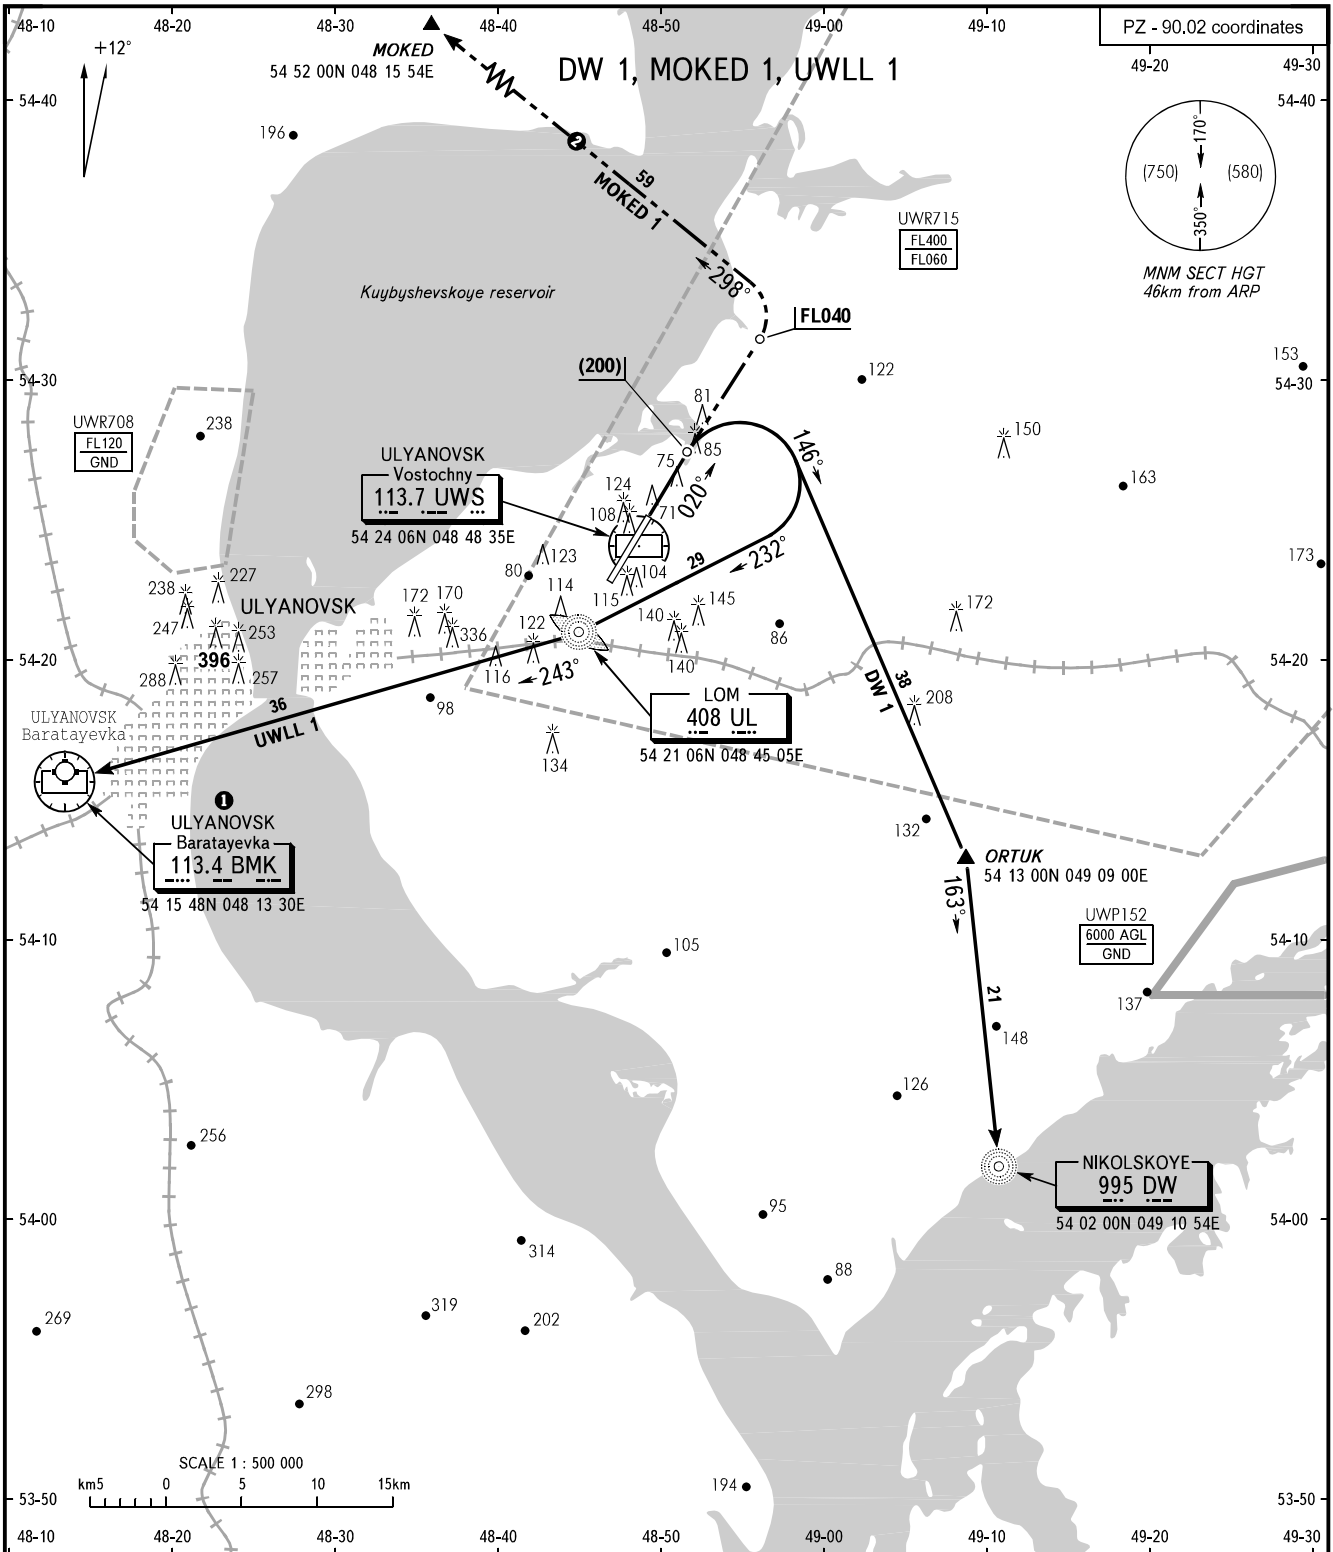 48-10
48-20
48-30
48-40
48-50
49-00
49-10
PZ - 90.02 coordinates
49-20
49-30
+12°
MOKED
54 52 00N 048 15 54E
DW 1, MOKED 1, UWLL 1
54-40
54-40
196
2
59
MOKED 1
170°
(750)
(580)
350°
MNM SECT HGT
46km from ARP
UWR715
FL400
FL060
298°
Kuybyshevskoye reservoir
FL040
(200)
122
153
54-30
54-30
81
UWR708
FL120
GND
238
85
146°
150
ULYANOVSK
Vostochny
113.7 UWS
54 24 06N 048 48 35E
75
020°
163
124
108
71
123
80
29
232°
173
104
115
238
227
247
ULYANOVSK
172
170
114
145
140
172
336
122
86
253
396
140
54-20
54-20
288
257
116
243°
38
DW 1
98
36
UWLL 1
LOM
408 UL
54 21 06N 048 45 05E
208
ULYANOVSK
Baratayevka
134
1
ULYANOVSK
Baratayevka
113.4 BMK
54 15 48N 048 13 30E
132
ORTUK
54 13 00N 049 09 00E
163°
UWP152
6000 AGL
GND
54-10
54-10
105
137
21
148
126
256
NIKOLSKOYE
995 DW
54 02 00N 049 10 54E
95
54-00
54-00
314
88
319
202
269
298
SCALE 1 : 500 000
km5
0
5
10
15km
194
53-50
53-50
48-10
48-20
48-30
48-40
48-50
49-00
49-10
49-20
49-30